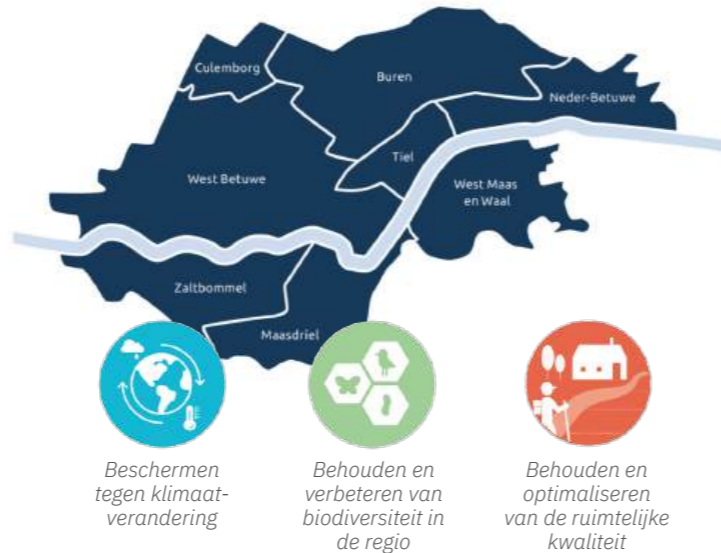 Culemborg
Buren
Neder-Betuwe
Tiel
West Betuwe
West Maas
en Waal
Zaltbommel
Maasdriel
Beschermen
tegen klimaat-
verandering
Behouden en
verbeteren van
biodiversiteit in
de regio
Behouden en
optimaliseren
van de ruimtelijke
kwaliteit